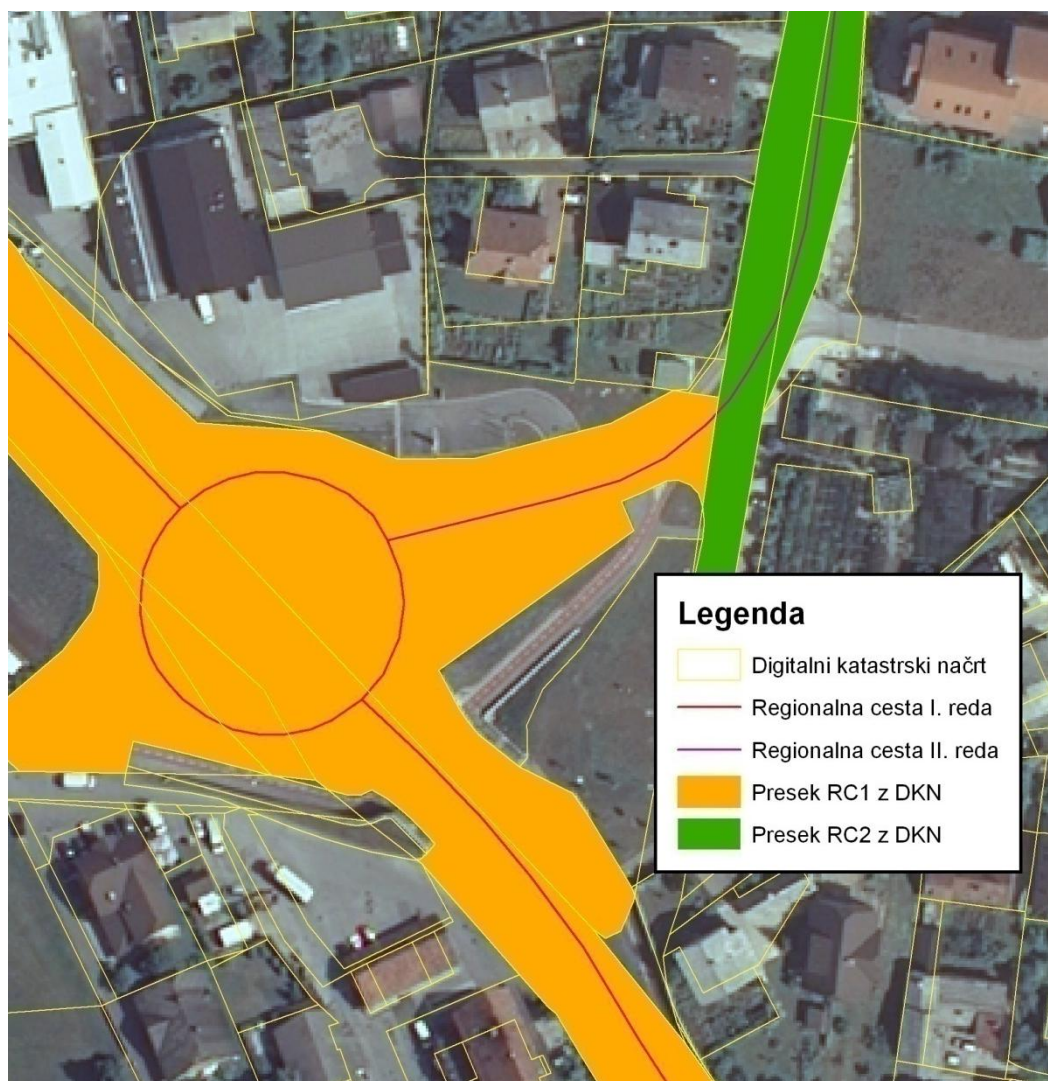 Legenda
Digitalni katastrski načrt
Regionalna cesta I. reda
Regionalna cesta II. reda
Presek RC1 z DKN
Presek RC2 z DKN